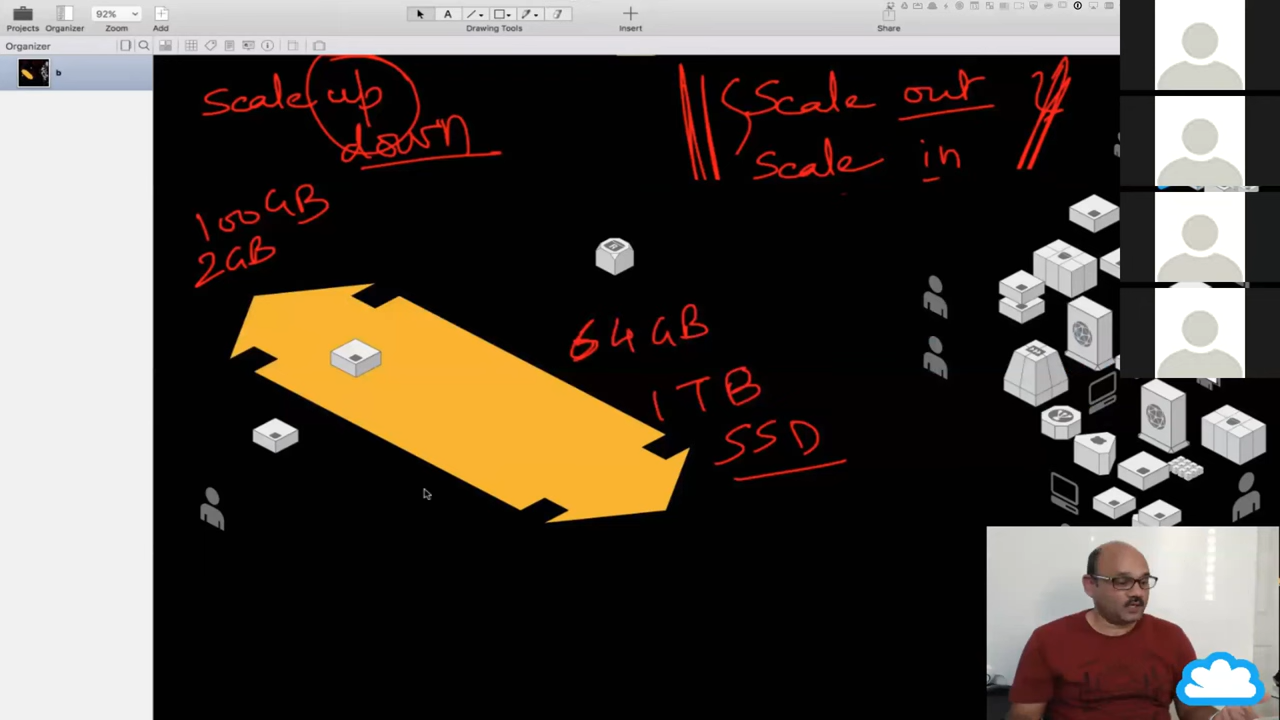 Projects Organizer 92% Zoom Add
Drawing Tools
Insert
Share
Organizer
b
Scale up
down
Scale out
Scale in
100GB
2GB
64GB
1TB
SSD